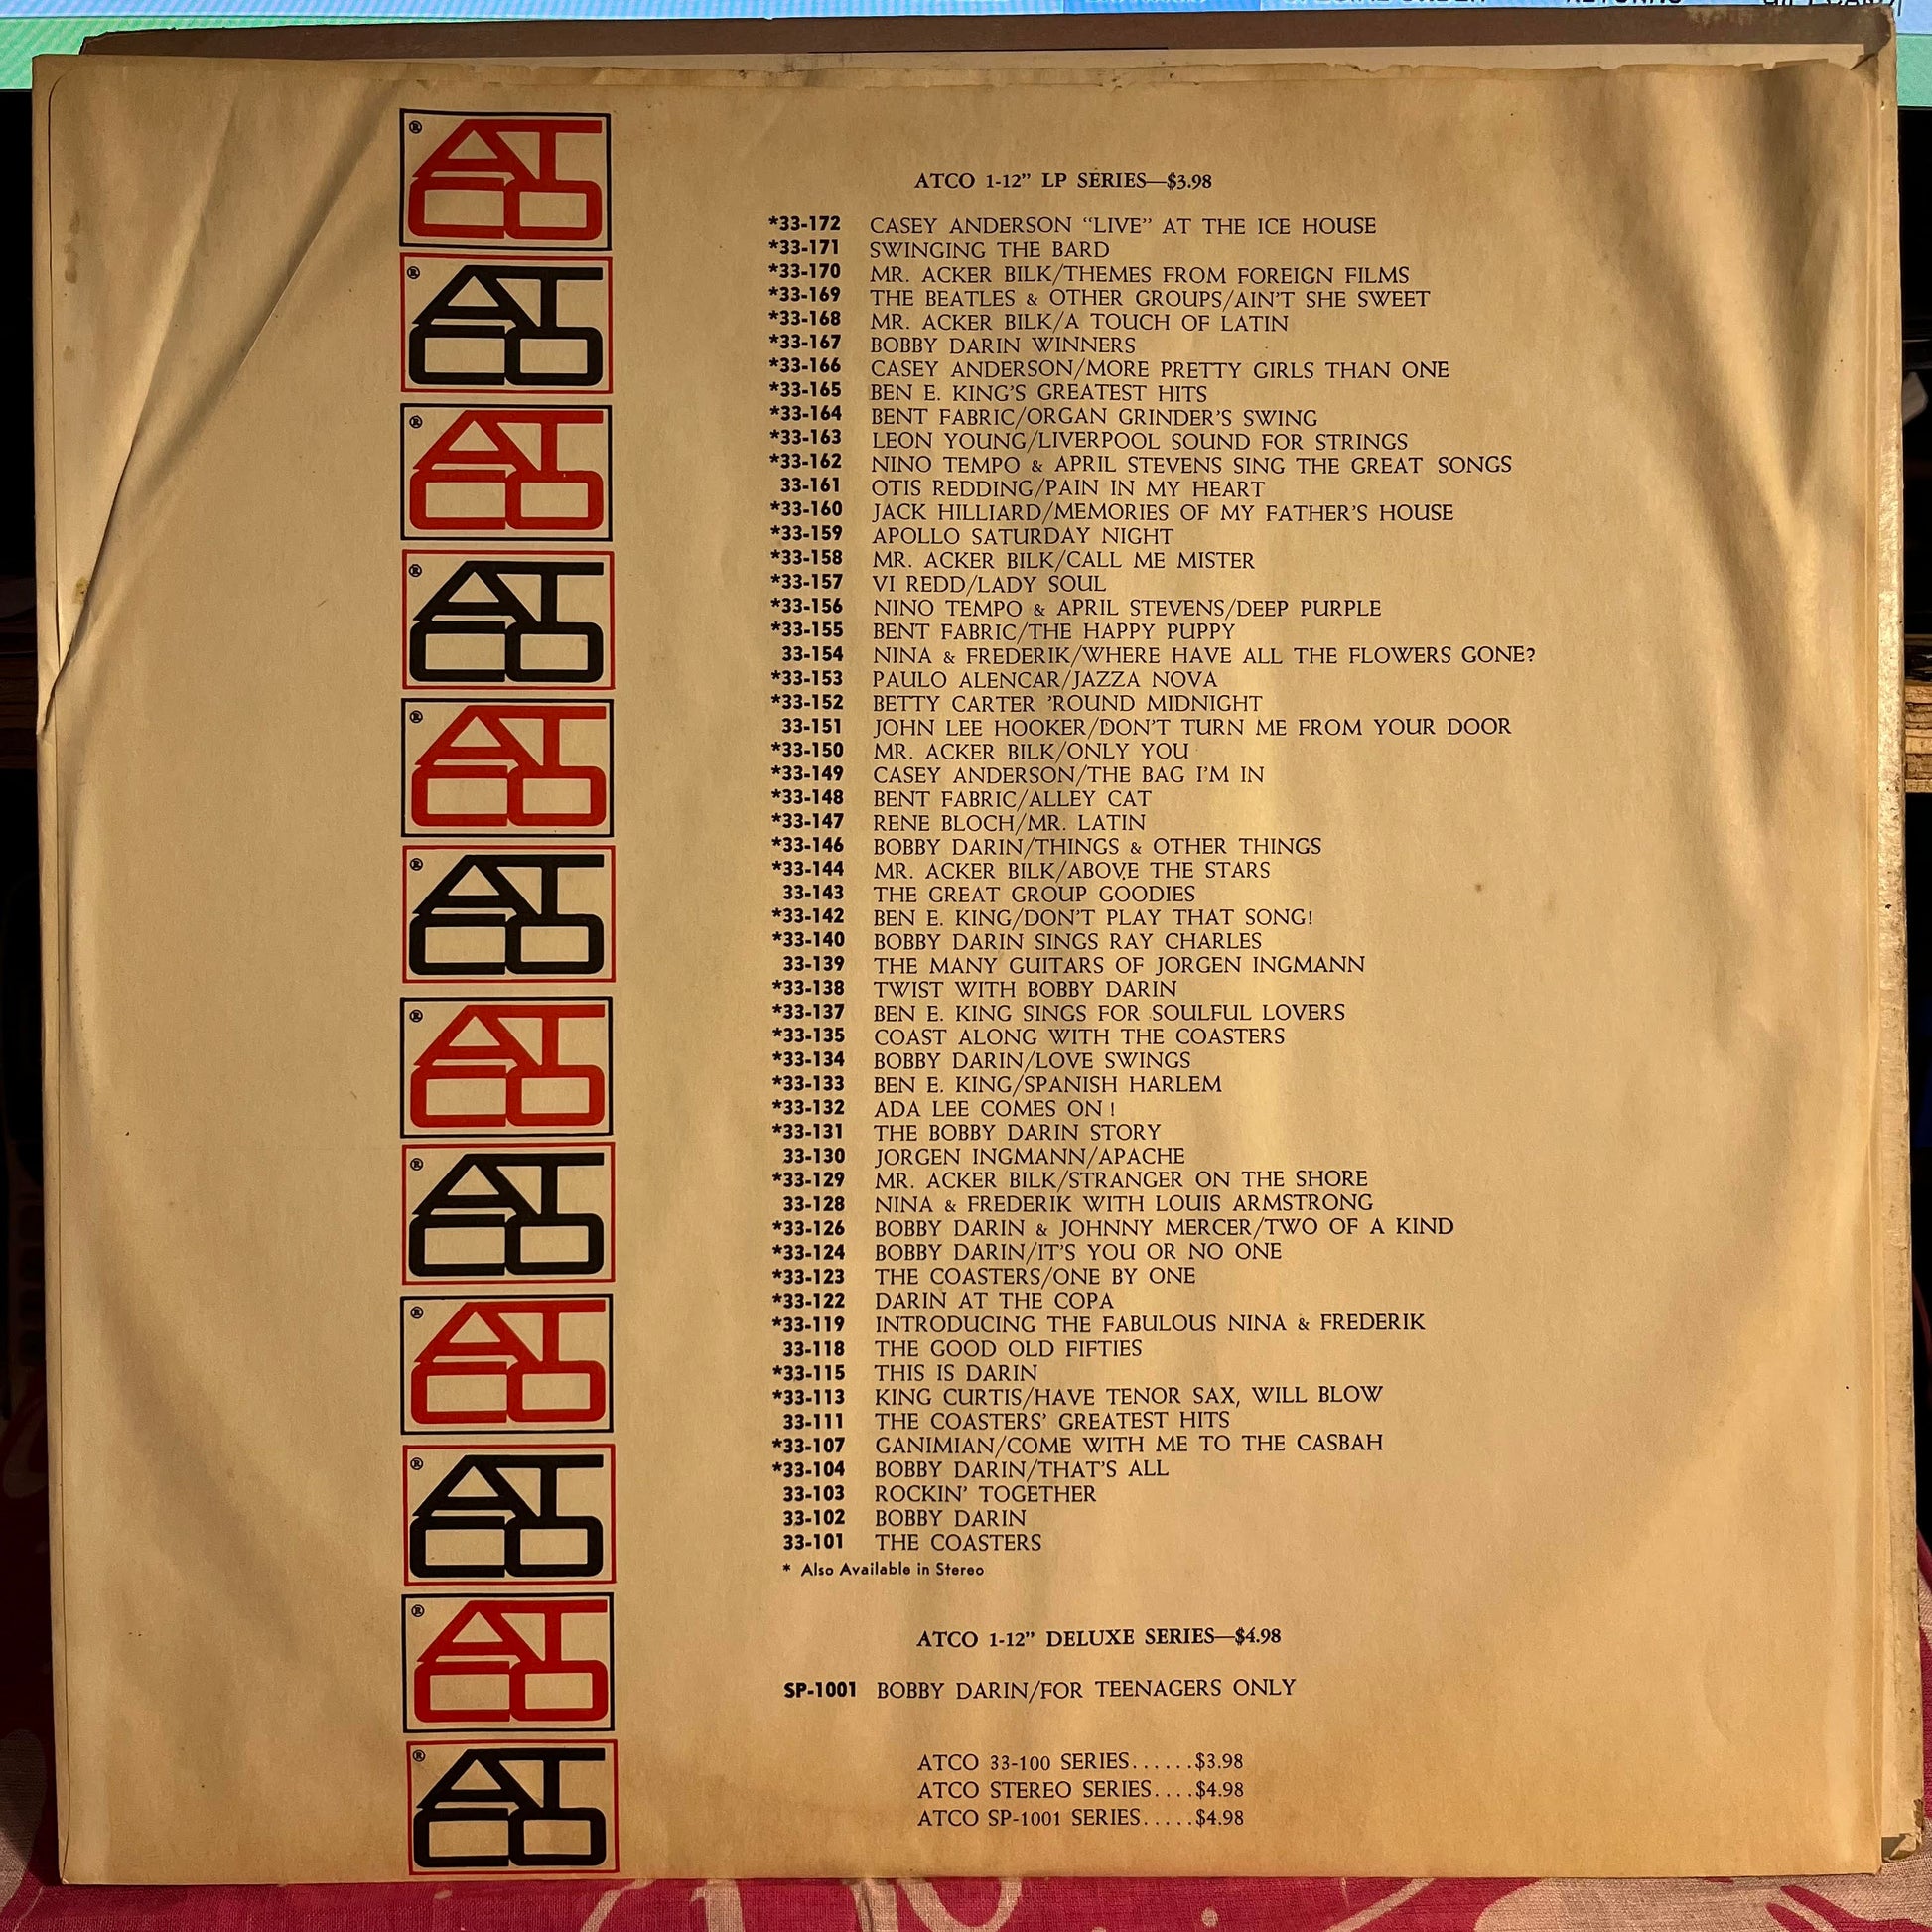 ATCO 1-12” LP SERIES—$3.98
*33-172 CASEY ANDERSON “LIVE” AT THE ICE HOUSE
*33-171 SWINGING THE BARD
*33-170 MR. ACKER BILK/THEMES FROM FOREIGN FILMS
*33-169 THE BEATLES & OTHER GROUPS/AIN'T SHE SWEET
*33-168 MR. ACKER BILK/A TOUCH OF LATIN
*33-167 BOBBY DARIN WINNERS
*33-166 CASEY ANDERSON/MORE PRETTY GIRLS THAN ONE
*33-165 BEN E. KING'S GREATEST HITS
*33-164 BENT FABRIC/ORGAN GRINDER'S SWING
*33-163 LEON YOUNG/LIVERPOOL SOUND FOR STRINGS
*33-162 NINO TEMPO & APRIL STEVENS SING THE GREAT SONGS
33-161 OTIS REDDING/PAIN IN MY HEART
*33-160 JACK HILLIARD/MEMORIES OF MY FATHER'S HOUSE
*33-159 APOLLO SATURDAY NIGHT
*33-158 MR. ACKER BILK/CALL ME MISTER
*33-157 VI REDD/LADY SOUL
*33-156 NINO TEMPO & APRIL STEVENS/DEEP PURPLE
*33-155 BENT FABRIC/THE HAPPY PUPPY
33-154 NINA & FREDERIK/WHERE HAVE ALL THE FLOWERS GONE?
*33-153 PAULO ALENCAR/JAZZA NOVA
*33-152 BETTY CARTER 'ROUND MIDNIGHT
33-151 JOHN LEE HOOKER/DON'T TURN ME FROM YOUR DOOR
*33-150 MR. ACKER BILK/ONLY YOU
*33-149 CASEY ANDERSON/THE BAG I'M IN
*33-148 BENT FABRIC/ALLEY CAT
*33-147 RENE BLOCH/MR. LATIN
*33-146 BOBBY DARIN/THINGS & OTHER THINGS
*33-144 MR. ACKER BILK/ABOVE THE STARS
33-143 THE GREAT GROUP GOODIES
*33-142 BEN E. KING/DON'T PLAY THAT SONG!
*33-140 BOBBY DARIN SINGS RAY CHARLES
33-139 THE MANY GUITARS OF JORGEN INGMANN
*33-138 TWIST WITH BOBBY DARIN
*33-137 BEN E. KING SINGS FOR SOULFUL LOVERS
*33-135 COAST ALONG WITH THE COASTERS
*33-134 BOBBY DARIN/LOVE SWINGS
*33-133 BEN E. KING/SPANISH HARLEM
*33-132 ADA LEE COMES ON!
*33-131 THE BOBBY DARIN STORY
33-130 JORGEN INGMANN/APACHE
*33-129 MR. ACKER BILK/STRANGER ON THE SHORE
33-128 NINA & FREDERIK WITH LOUIS ARMSTRONG
*33-126 BOBBY DARIN & JOHNNY MERCER/TWO OF A KIND
*33-124 BOBBY DARIN/IT'S YOU OR NO ONE
*33-123 THE COASTERS/ONE BY ONE
*33-122 DARIN AT THE COPA
*33-119 INTRODUCING THE FABULOUS NINA & FREDERIK
33-118 THE GOOD OLD FIFTIES
*33-115 THIS IS DARIN
*33-113 KING CURTIS/HAVE TENOR SAX, WILL BLOW
33-111 THE COASTERS' GREATEST HITS
*33-107 GANIMIAN/COME WITH ME TO THE CASBAH
*33-104 BOBBY DARIN/THAT'S ALL
33-103 ROCKIN' TOGETHER
33-102 BOBBY DARIN
33-101 THE COASTERS
* Also Available in Stereo
ATCO 1-12” DELUXE SERIES—$4.98
SP-1001 BOBBY DARIN/FOR TEENAGERS ONLY
ATCO 33-100 SERIES......$3.98
ATCO STEREO SERIES....$4.98
ATCO SP-1001 SERIES.....$4.98
® ATCO
® ATCO
® ATCO
® ATCO
® ATCO
® ATCO
® ATCO
® ATCO
® ATCO
® ATCO
® ATCO
® ATCO